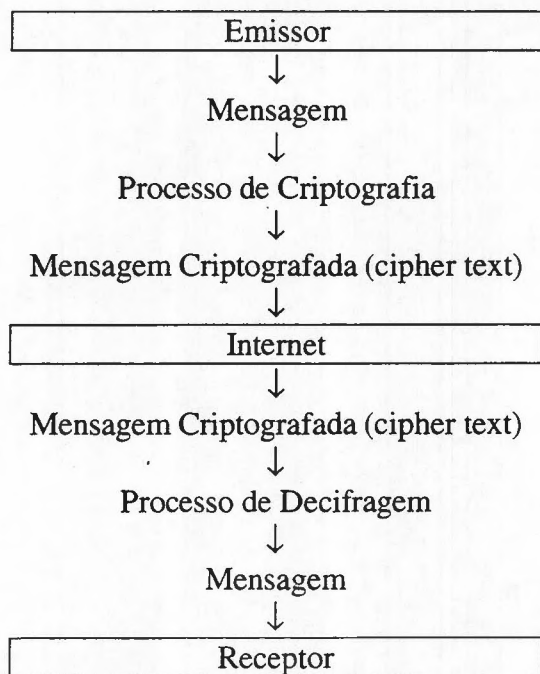 Emissor
↓
Mensagem
↓
Processo de Criptografia
↓
Mensagem Criptografada (cipher text)
↓
Internet
↓
Mensagem Criptografada (cipher text)
↓
Processo de Decifragem
↓
Mensagem
↓
Receptor